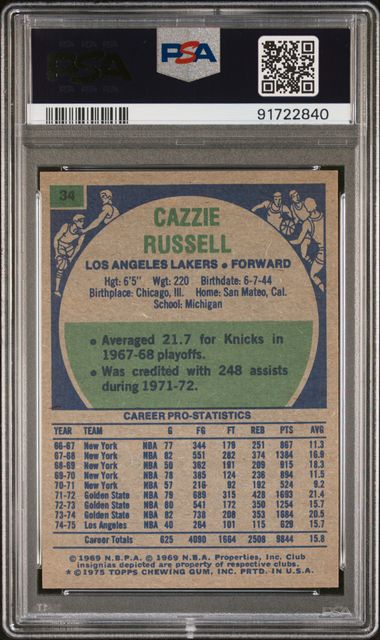 PSA
PSA
91722840
34
CAZZIE
RUSSELL
LOS ANGELES LAKERS • FORWARD
Hgt: 6'5" Wgt: 220 Birthdate: 6-7-44
Birthplace: Chicago, Ill. Home: San Mateo, Cal.
School: Michigan
• Averaged 21.7 for Knicks in
1967-68 playoffs.
• Was credited with 248 assists
during 1971-72.
CAREER PRO-STATISTICS
YEAR TEAM G FG FT REB PTS AVG
66-67 New York NBA 77 344 179 251 867 11.3
67-68 New York NBA 82 551 282 374 1384 16.9
68-69 New York NBA 50 362 191 209 915 18.3
69-70 New York NBA 78 385 124 236 894 11.5
70-71 New York NBA 57 216 92 192 524 9.2
71-72 Golden State NBA 79 689 315 428 1693 21.4
72-73 Golden State NBA 80 541 172 350 1254 15.7
73-74 Golden State NBA 82 738 208 353 1684 20.5
74-75 Los Angeles NBA 40 264 101 115 629 15.7
Career Totals 625 4090 1664 2508 9844 15.8
© 1969 N.B.P.A. © 1969 N.B.A. Properties, Inc. Club
insignias depicted are property of respective clubs
*©1975 TOPPS CHEWING GUM, INC. PRTD. IN U.S.A.
PSA